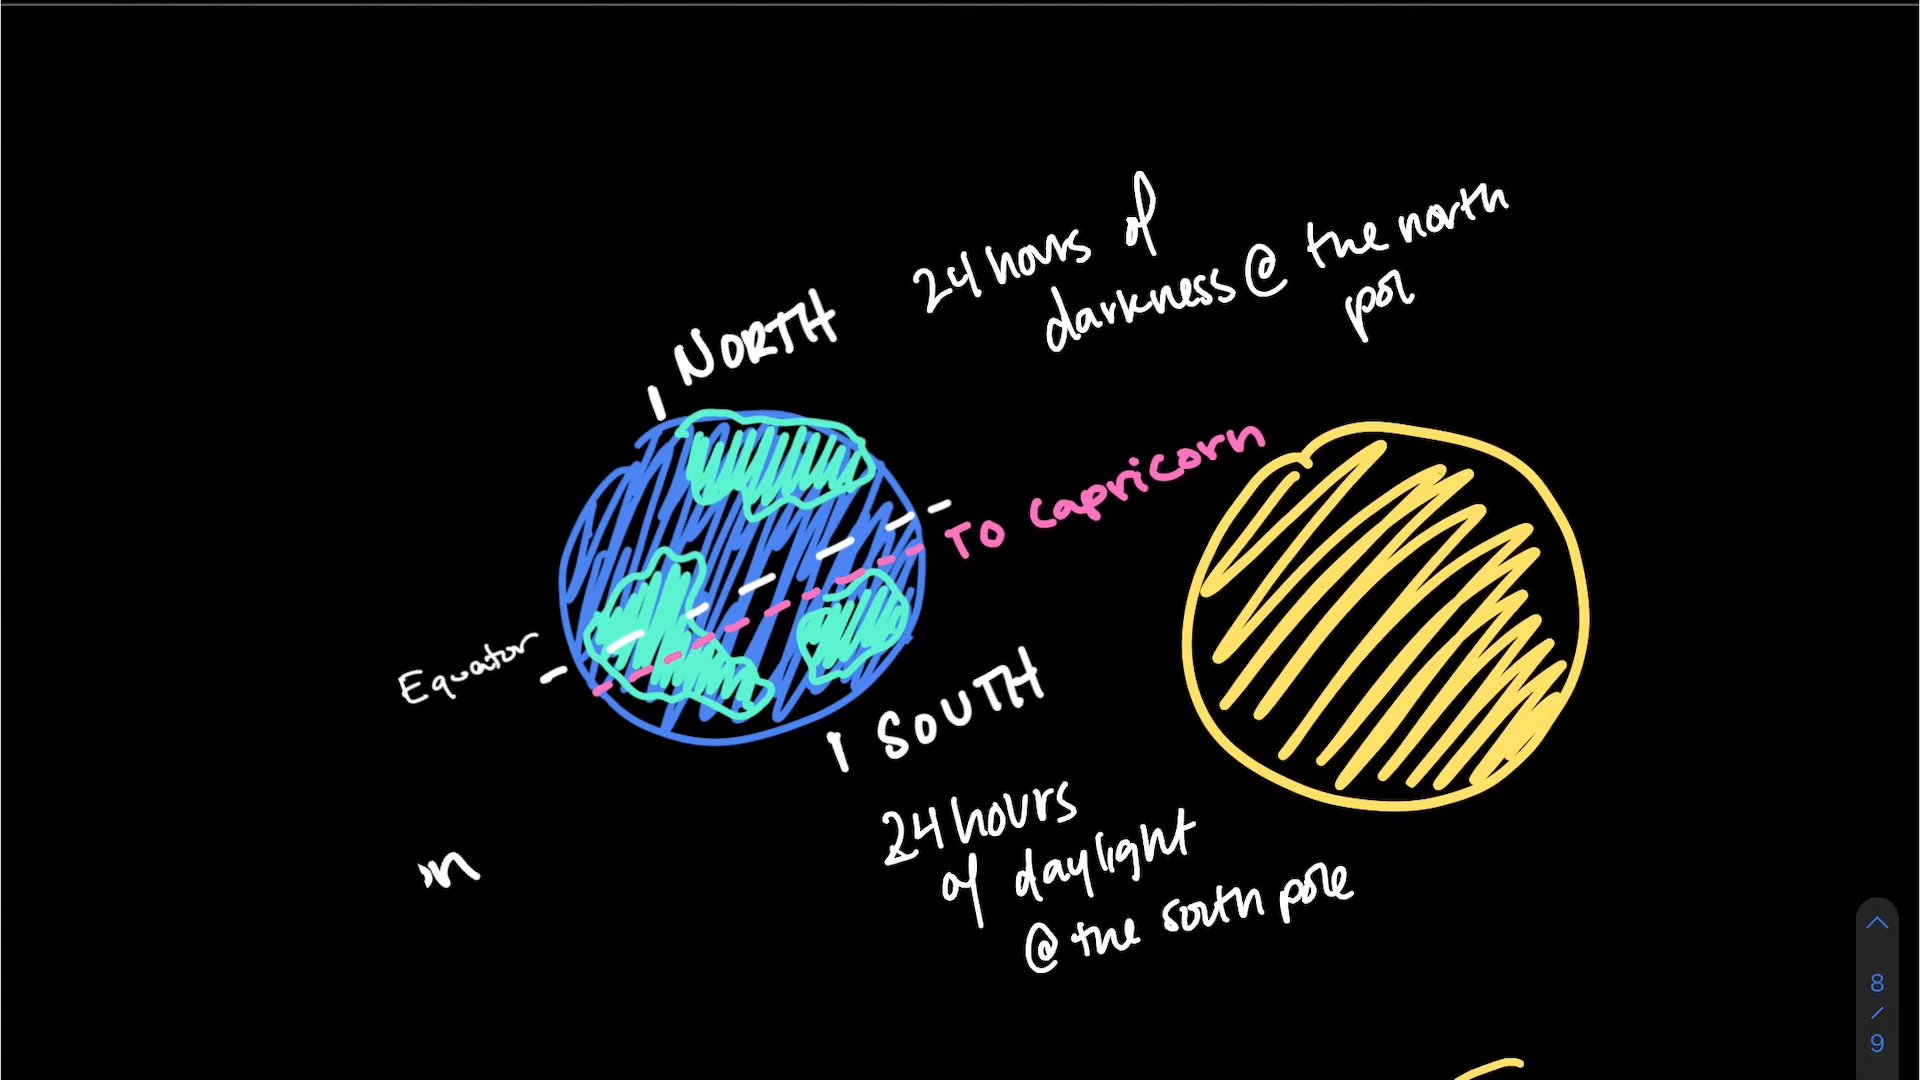 24 hours of
darkness @ the north
pol
NORTH
To Capricorn
Equator
SOUTH
24 hours
of daylight
@ the south pole
in
8
/
9